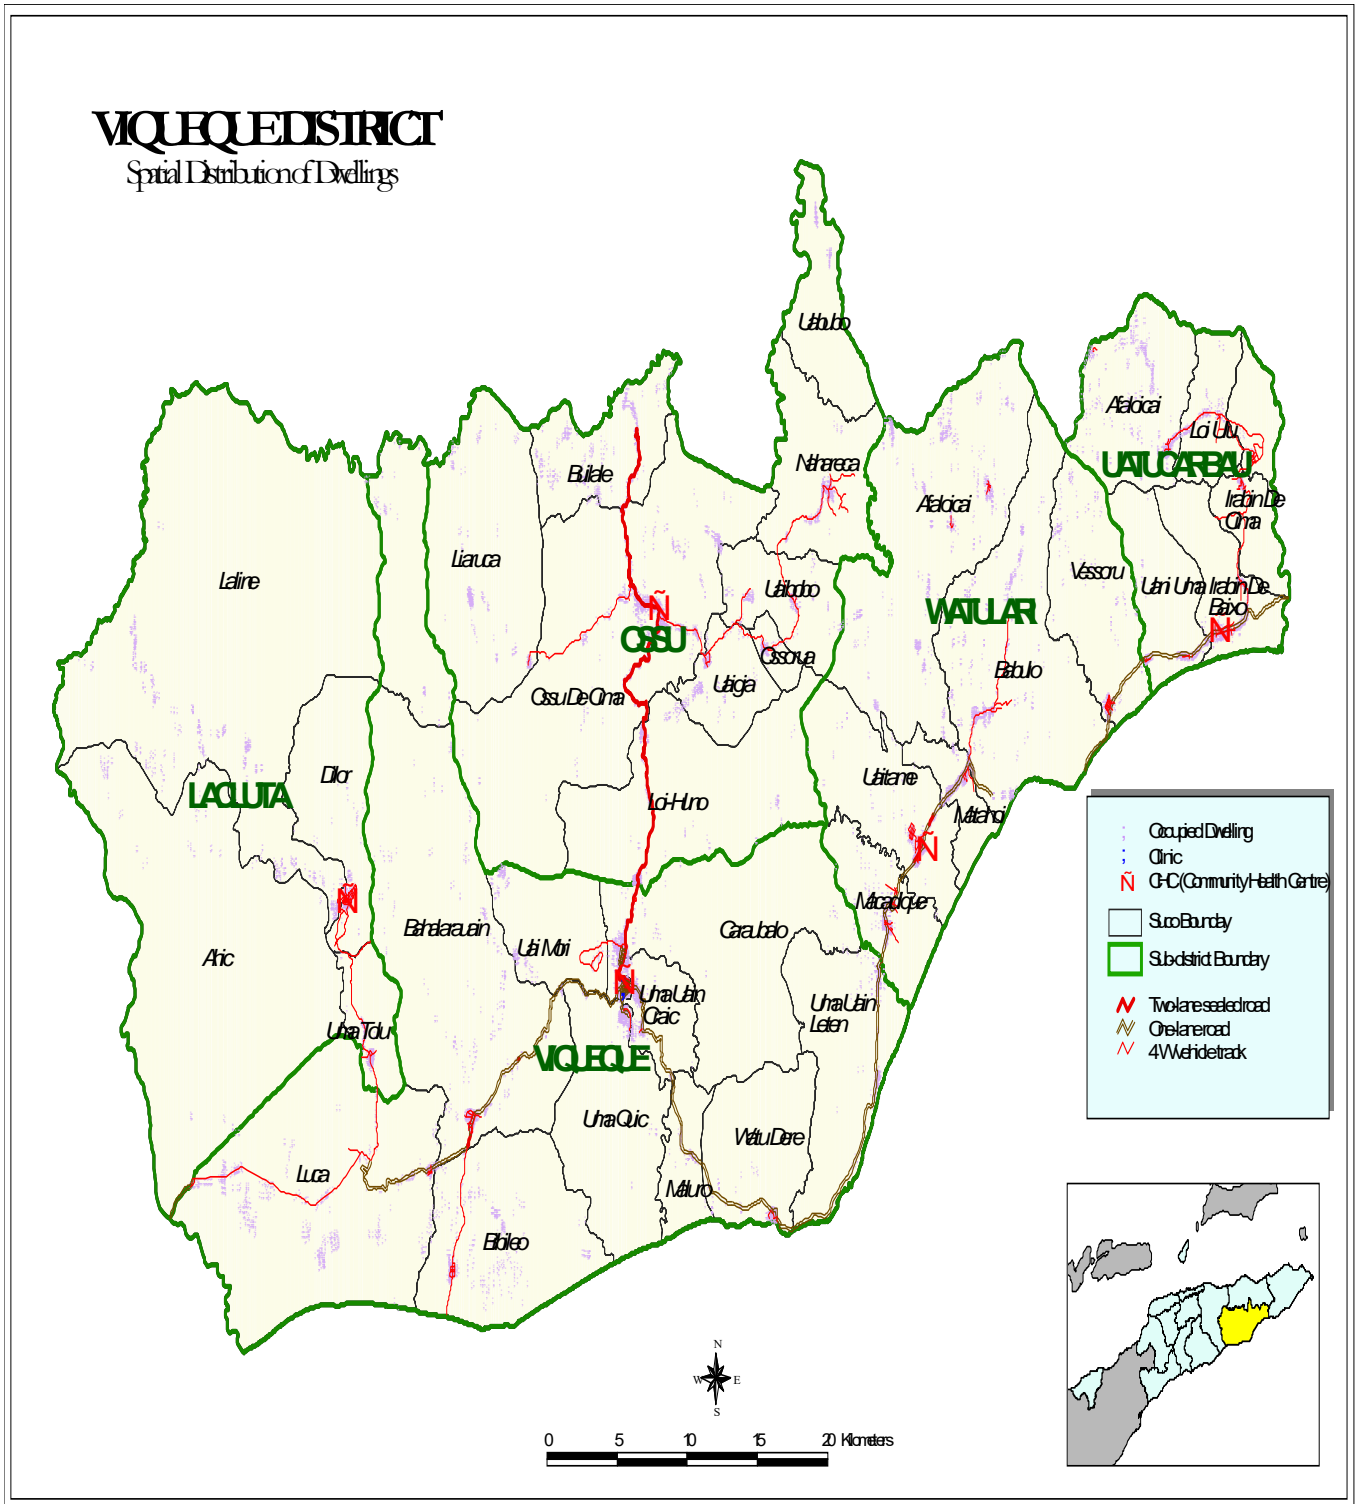 VIQUEQUE DISTRICT
Spatial Distribution of Dwellings
Uabubo
Afaloicai
Loi Ulu
UATUCARBAU
Builale
Nahareca
Afaloicai
Irabin De
Cima
Laline
Liaruca
Uaibobo
Vessoru
Uani Uma
Irabin De
Baixo
WATULARI
OSSU
Ossorua
Uaigia
Babulo
Ossu De Cima
Dilor
LACLUTA
Uaitame
Loi-Huno
Matahoi
Macadique
Bahalarauain
Uai Mori
Caraubalo
Ahic
Uma Uain
Craic
Uma Uain
Leten
Uma Tolu
VIQUEQUE
Uma Quic
Watu Dere
Luca
Maluro
Bibileo
Occupied Dwelling
Clinic
Ñ CHC (Community Health Centre)
Suco Boundary
Sub-district Boundary
Two-lane sealed road
One-lane road
4WV vehicle track
N
W E
S
0 5 10 15 20 Kilometers